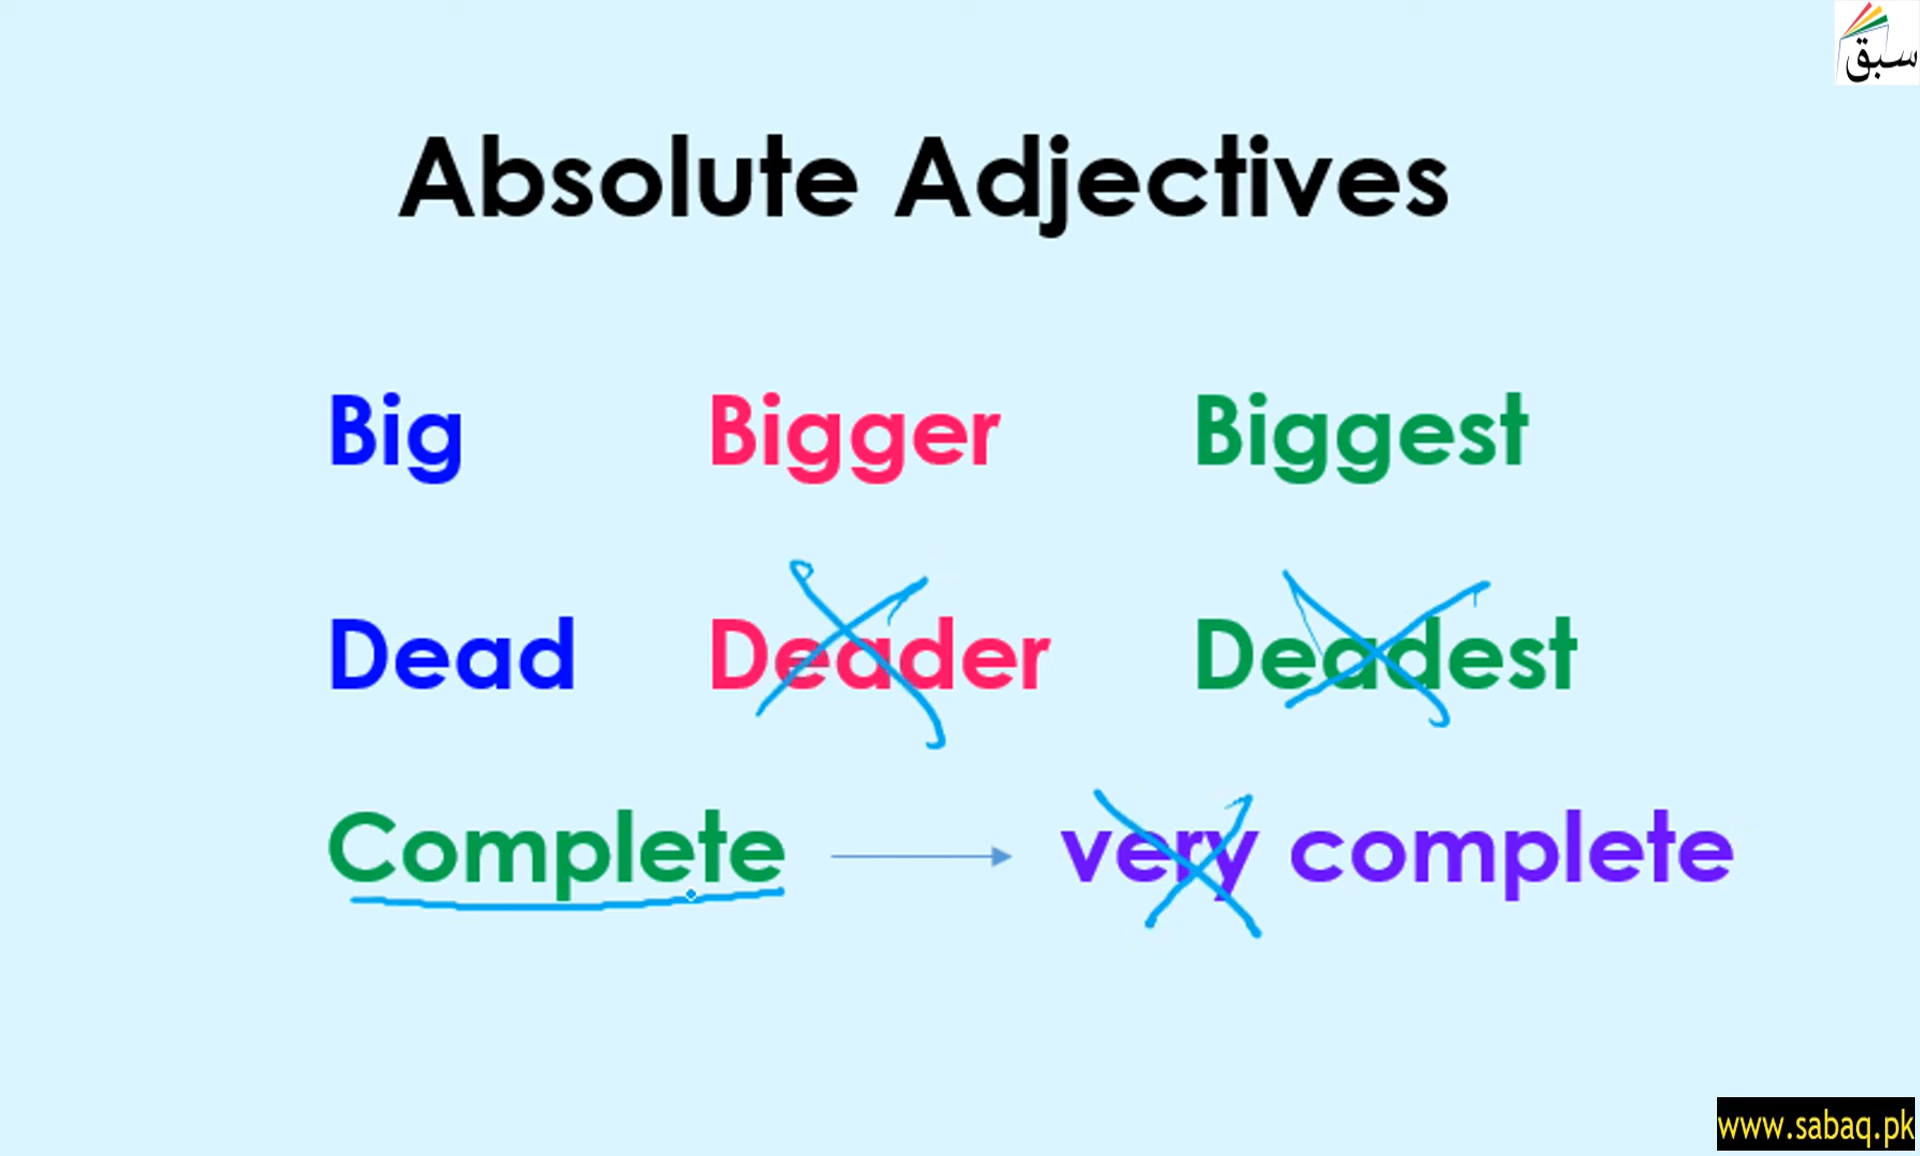 سبق
Absolute Adjectives
Big Bigger Biggest
Dead Deader Deadest
Complete very complete
www.sabaq.pk